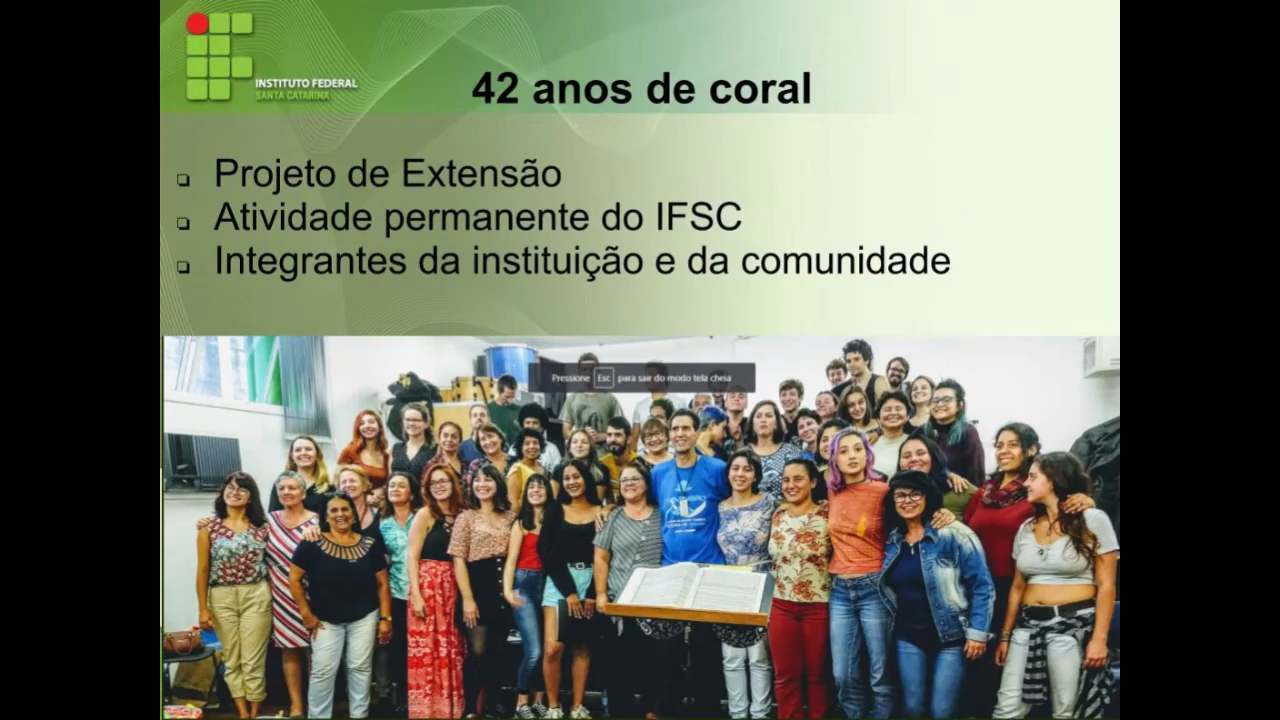 INSTITUTO FEDERAL
SANTA CATARINA
42 anos de coral
Projeto de Extensão
Atividade permanente do IFSC
Integrantes da instituição e da comunidade
Pressione Esc para sair do modo tela cheia